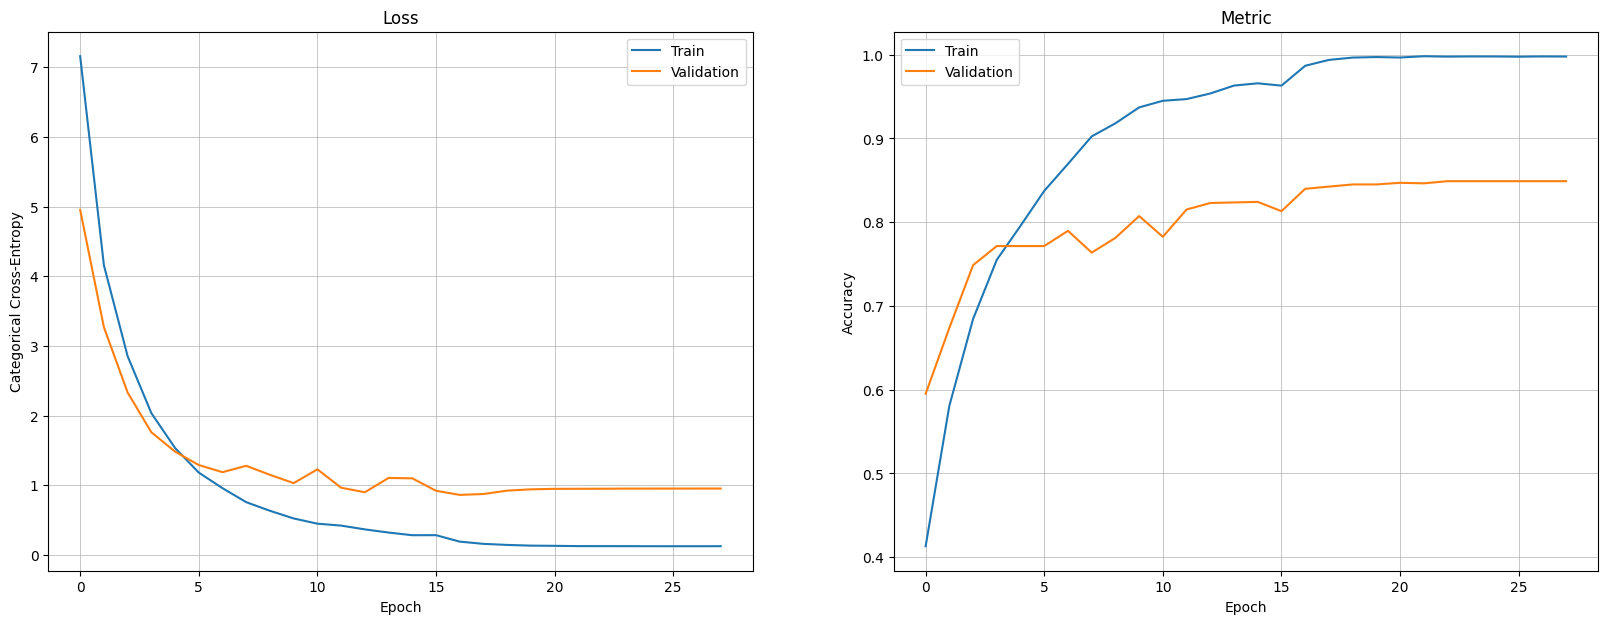 Loss
Train
Validation
7
6
5
4
3
2
1
0
Categorical Cross-Entropy
0 5 10 15 20 25
Epoch
Metric
Train
Validation
1.0
0.9
0.8
0.7
0.6
0.5
0.4
Accuracy
0 5 10 15 20 25
Epoch